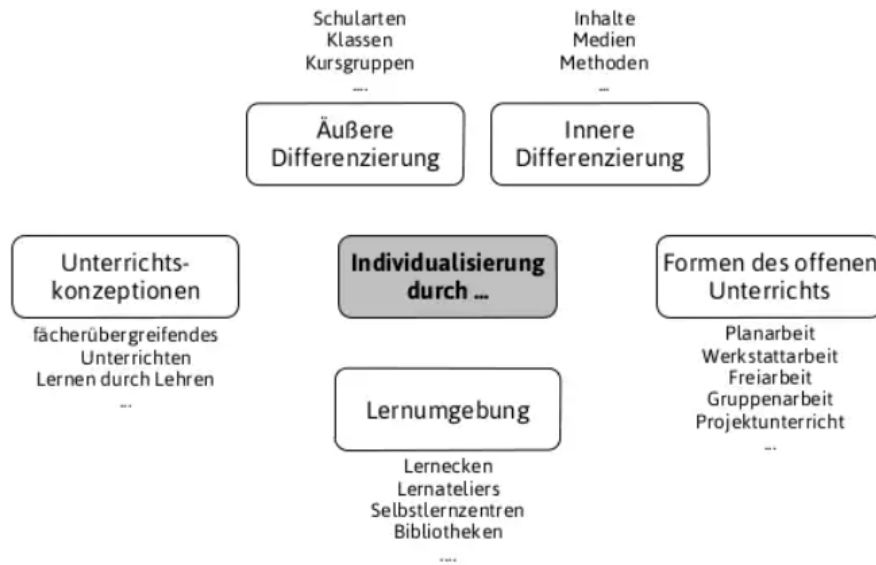 Schularten
Klassen
Kursgruppen
....
Äußere
Differenzierung
Inhalte
Medien
Methoden
...
Innere
Differenzierung
Unterrichts-
konzeptionen
fächerübergreifendes
Unterrichten
Lernen durch Lehren
...
Individualisierung
durch ...
Formen des offenen
Unterrichts
Planarbeit
Werkstattarbeit
Freiarbeit
Gruppenarbeit
Projektunterricht
...
Lernumgebung
Lernecken
Lernateliers
Selbstlernzentren
Bibliotheken
....